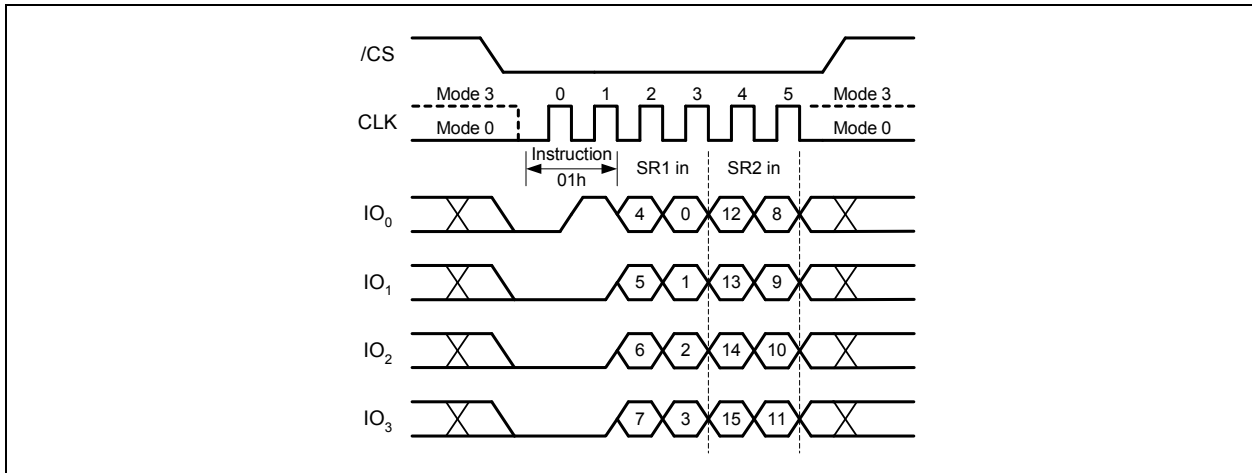 /CS
Mode 3 0 1 2 3 4 5 Mode 3
CLK Mode 0 Mode 0
Instruction
01h SR1 in SR2 in
IO0 4 0 12 8
IO1 5 1 13 9
IO2 6 2 14 10
IO3 7 3 15 11